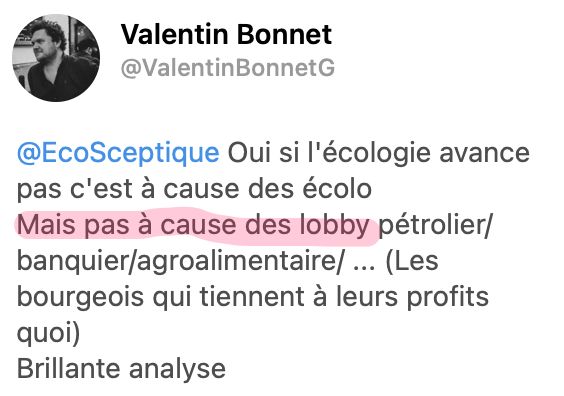 Valentin Bonnet
@ValentinBonnetG
@EcoSceptique Oui si l'écologie avance
pas c'est à cause des écolo
Mais pas à cause des lobby pétrolier/
banquier/agroalimentaire/ ... (Les
bourgeois qui tiennent à leurs profits
quoi)
Brillante analyse